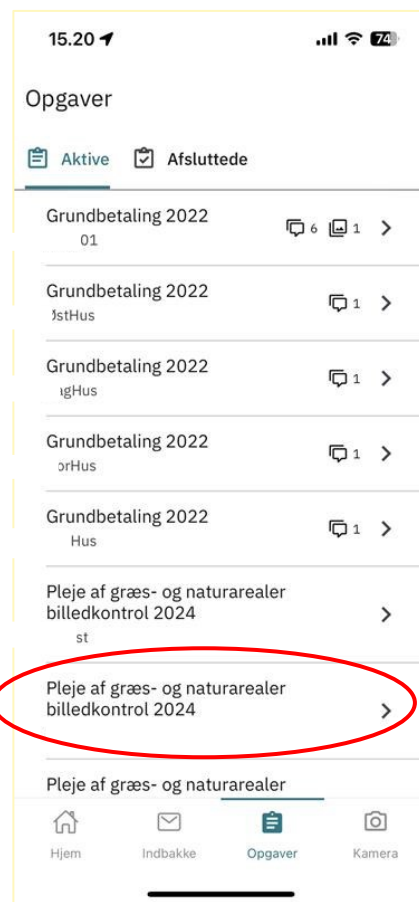 15.20
74
Opgaver
Aktive
Afsluttede
Grundbetaling 2022
6
1
01
Grundbetaling 2022
1
Grundbetaling 2022
1
Grundbetaling 2022
1
Grundbetaling 2022
1
Hus
Pleje af græs- og naturarealer
billedkontrol 2024
st
Pleje af græs- og naturarealer
billedkontrol 2024
Pleje af græs- og naturarealer
Hjem
Indbakke
Opgaver
Kamera